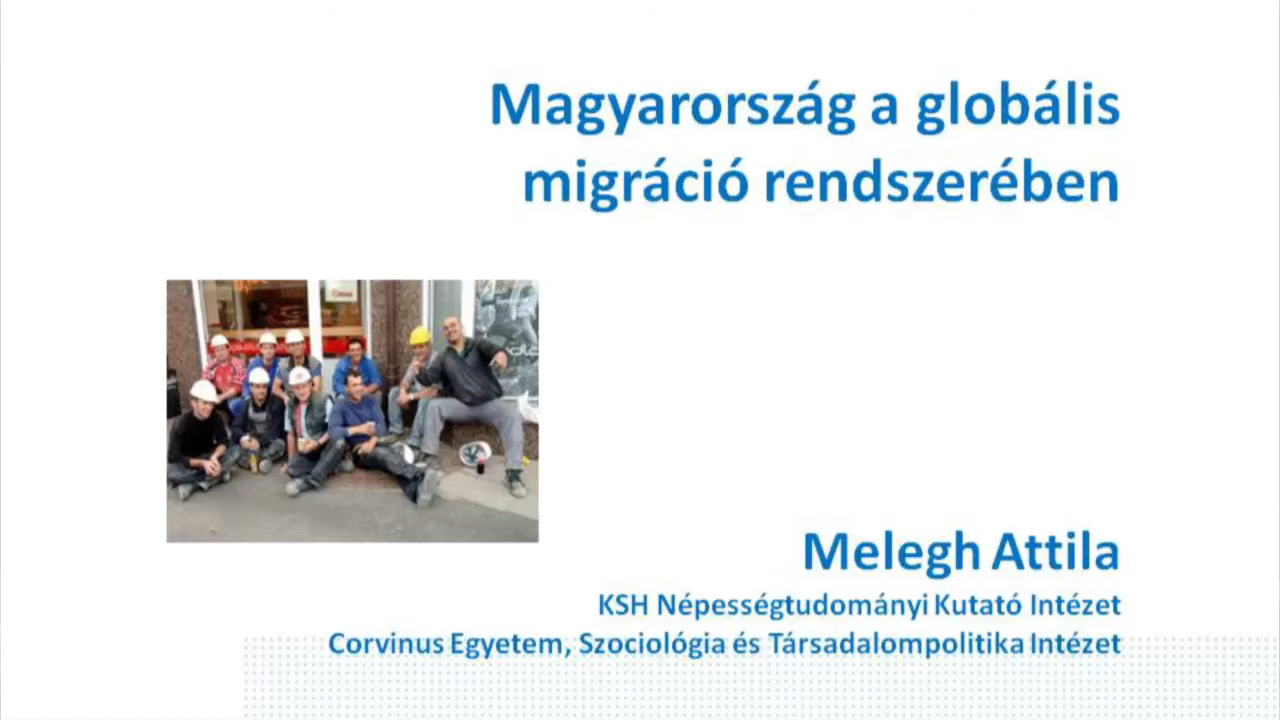 Magyarország a globális
migráció rendszerében
Melegh Attila
KSH Népességtudományi Kutató Intézet
Corvinus Egyetem, Szociológia és Társadalompolitika Intézet